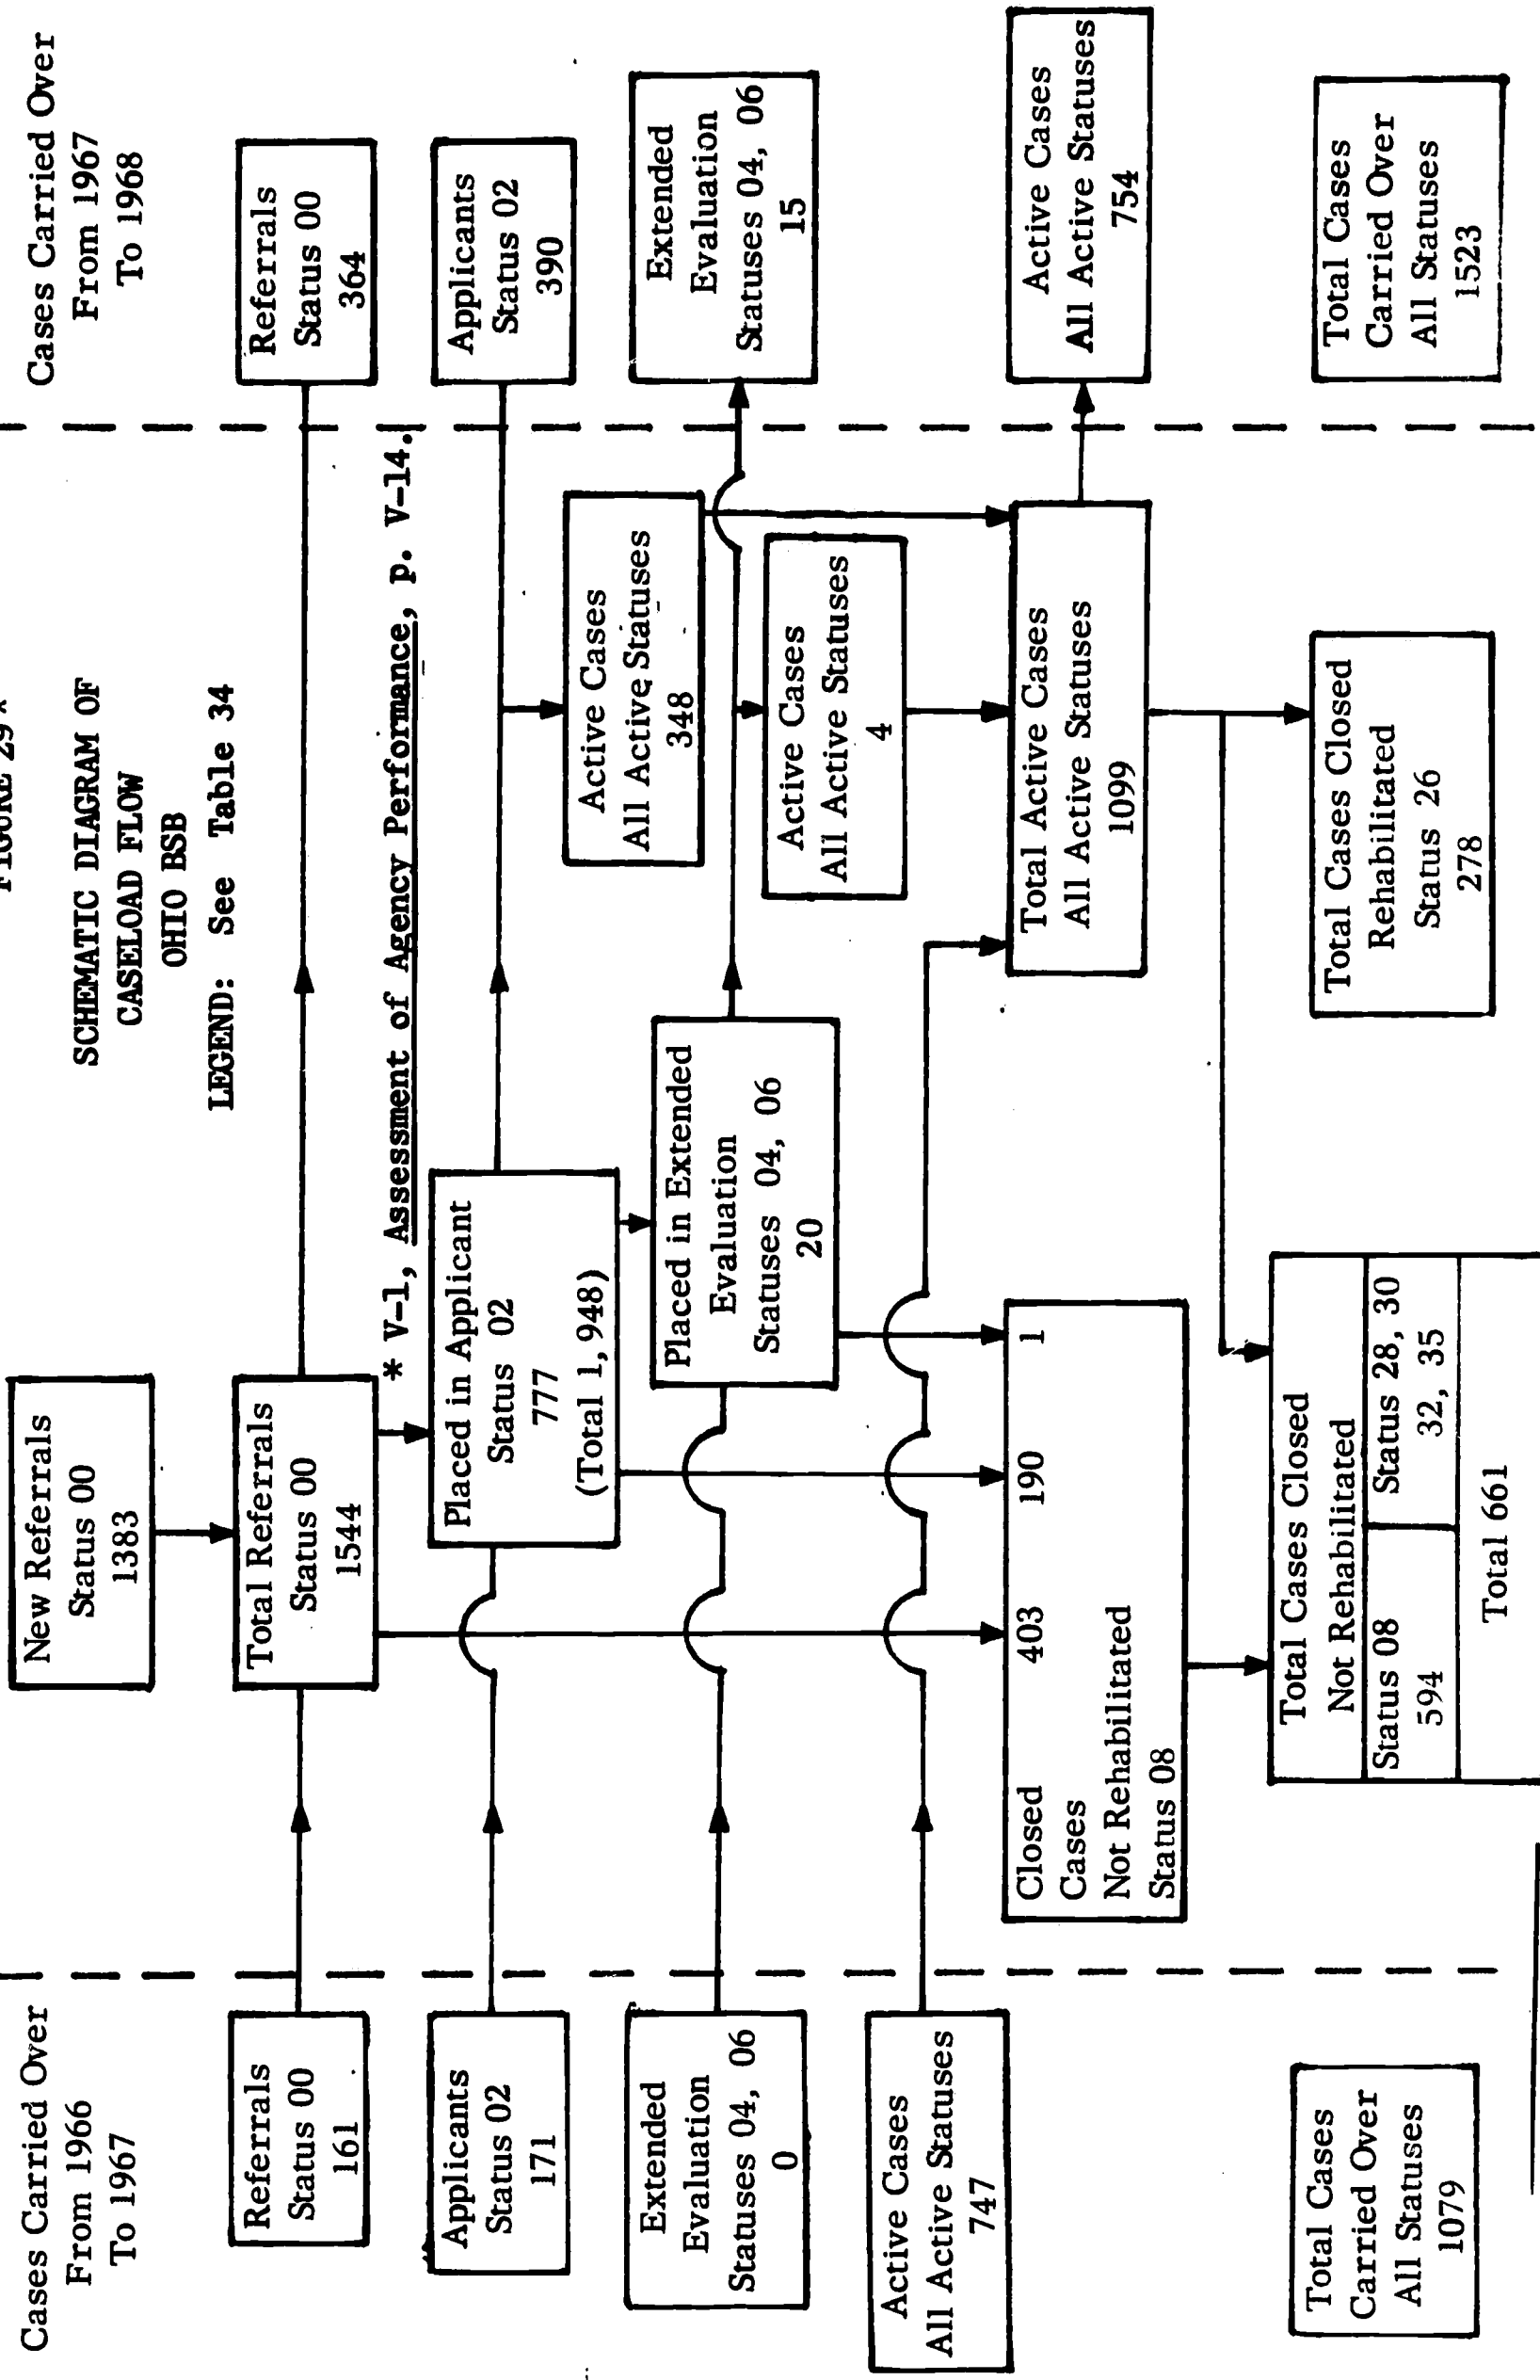 FIGURE 29*
SCHEMATIC DIAGRAM OF
CASELOAD FLOW
OHIO BSB
LEGEND: See Table 34
* V-1, Assessment of Agency Performance, p. V-14.
Cases Carried Over
From 1966
To 1967
Referrals
Status 00
161
Applicants
Status 02
171
Extended
Evaluation
Statuses 04, 06
0
Active Cases
All Active Statuses
747
Total Cases
Carried Over
All Statuses
1079
New Referrals
Status 00
1383
Total Referrals
Status 00
1544
Placed in Applicant
Status 02
777
(Total 1,948)
Placed in Extended
Evaluation
Statuses 04, 06
20
Closed 403 190 1
Cases
Not Rehabilitated
Status 08
Total Cases Closed
Not Rehabilitated
Status 08
594
Status 28, 30
32, 35
Total 661
Active Cases
All Active Statuses
348
Active Cases
All Active Statuses
4
Total Active Cases
All Active Statuses
1099
Total Cases Closed
Rehabilitated
Status 26
278
Cases Carried Over
From 1967
To 1968
Referrals
Status 00
364
Applicants
Status 02
390
Extended
Evaluation
Statuses 04, 06
15
Active Cases
All Active Statuses
754
Total Cases
Carried Over
All Statuses
1523